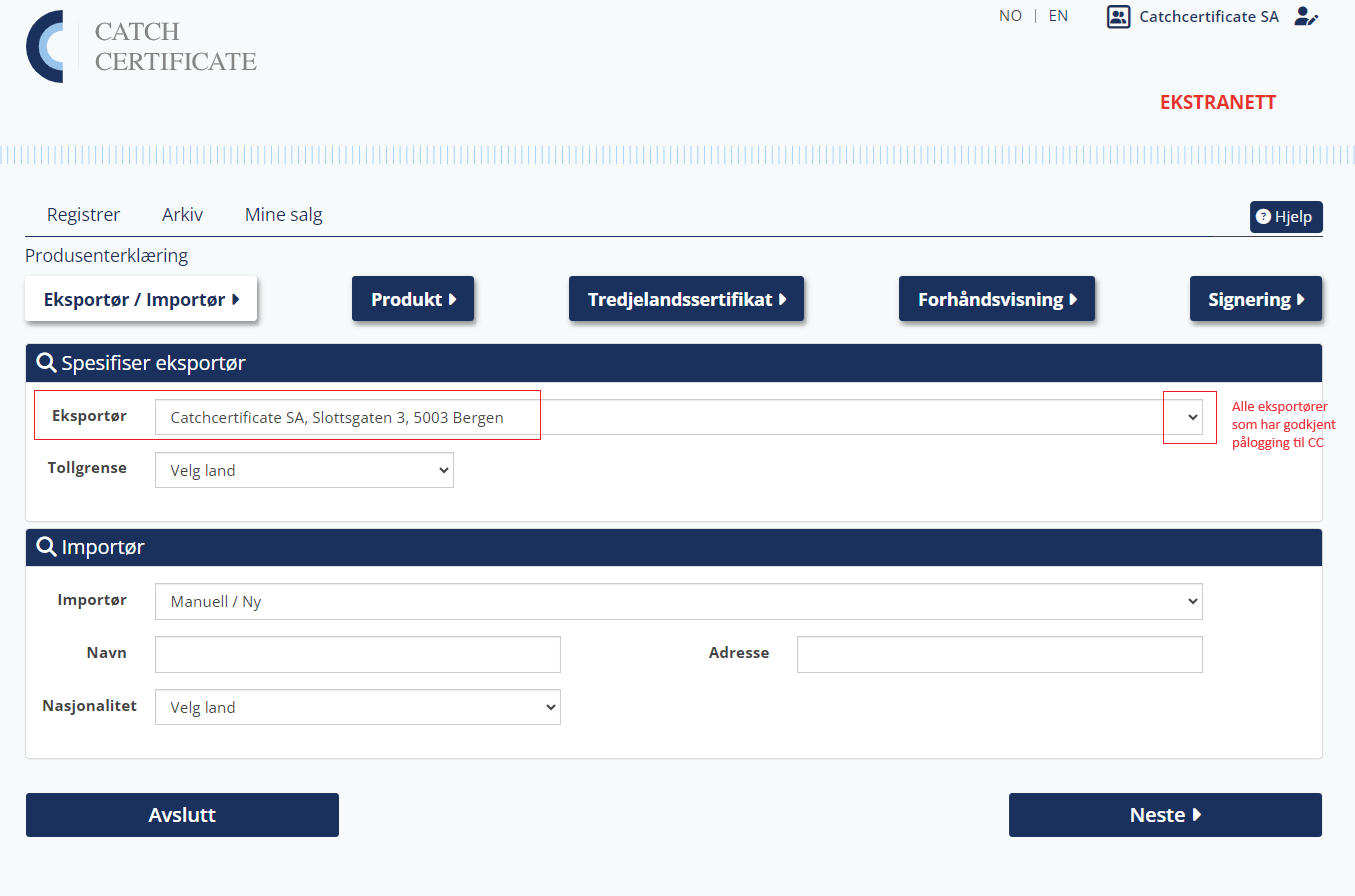 CATCH
CERTIFICATE
NO | EN
Catchcertificate SA
EKSTRANETT
Registrer
Arkiv
Mine salg
Hjelp
Produsenterklæring
Eksportør / Importør
Produkt
Tredjelandssertifikat
Forhåndsvisning
Signering
Spesifiser eksportør
Eksportør
Catchcertificate SA, Slottsgaten 3, 5003 Bergen
Alle eksportører
som har godkjent
pålogging til CC
Tollgrense
Velg land
Importør
Importør
Manuell / Ny
Navn
Adresse
Nasjonalitet
Velg land
Avslutt
Neste